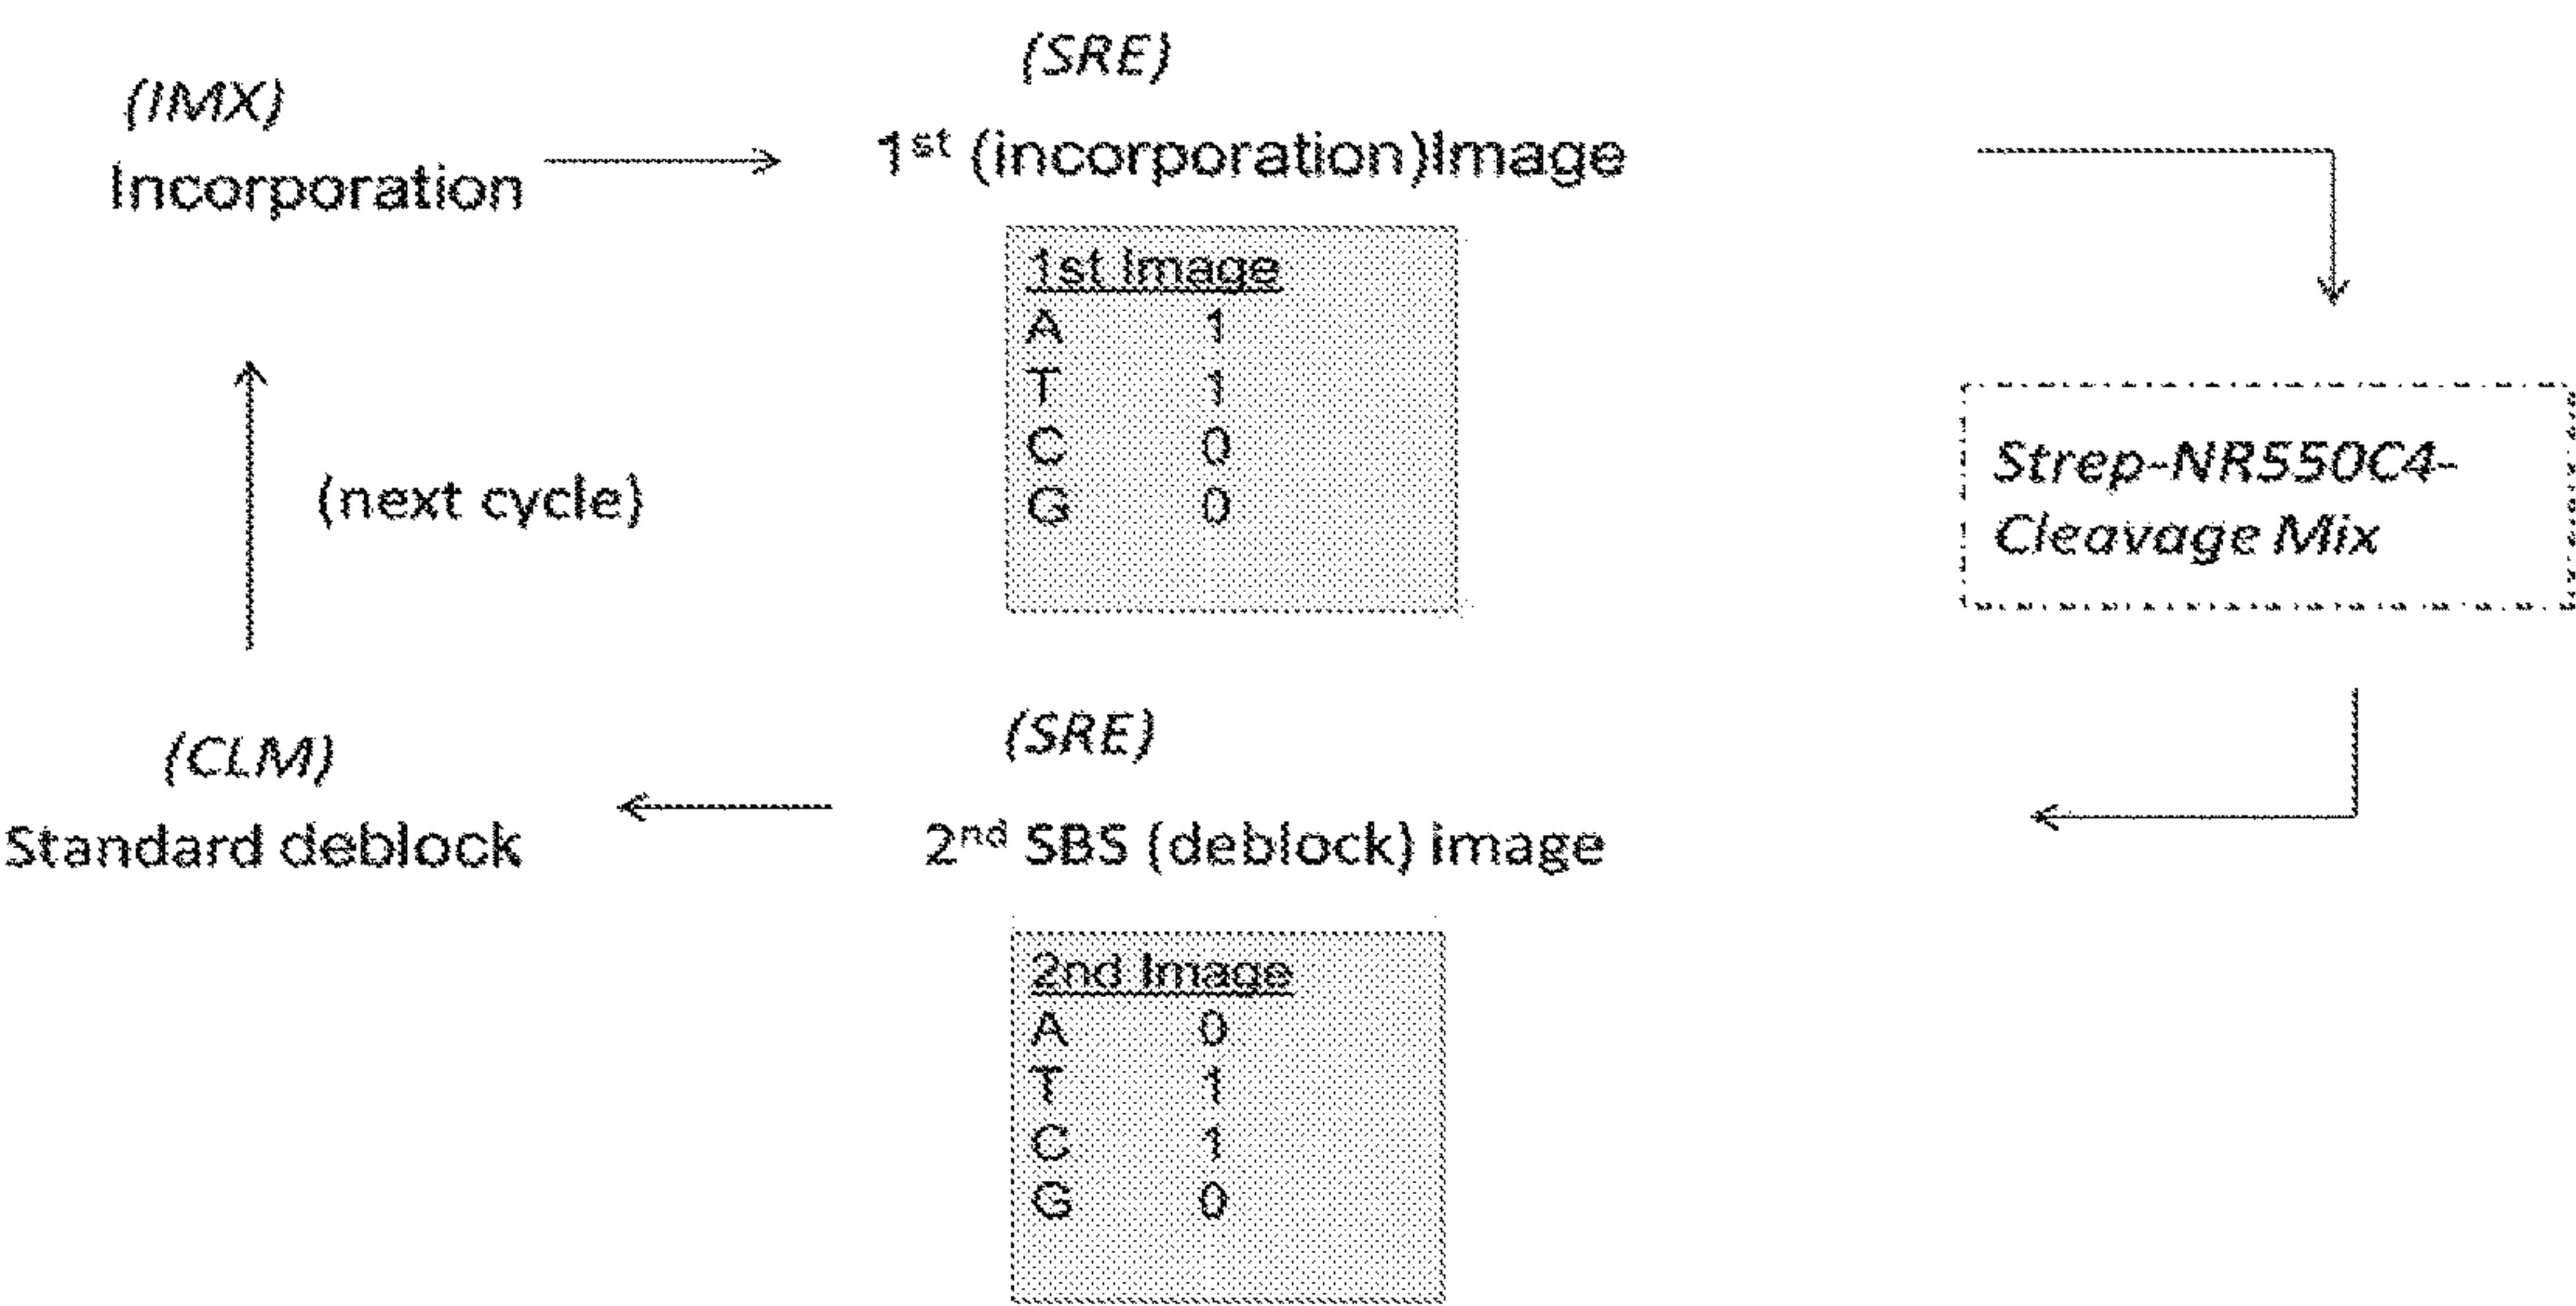 (IMX)
Incorporation
(SRE)
1st (incorporation)Image
1st Image
A 1
T 1
C 0
G 0
Strep-NR550C4-
Cleavage Mix
(next cycle)
(SRE)
2nd SBS (deblock) image
2nd Image
A 0
T 1
C 1
G 0
(CLM)
Standard deblock